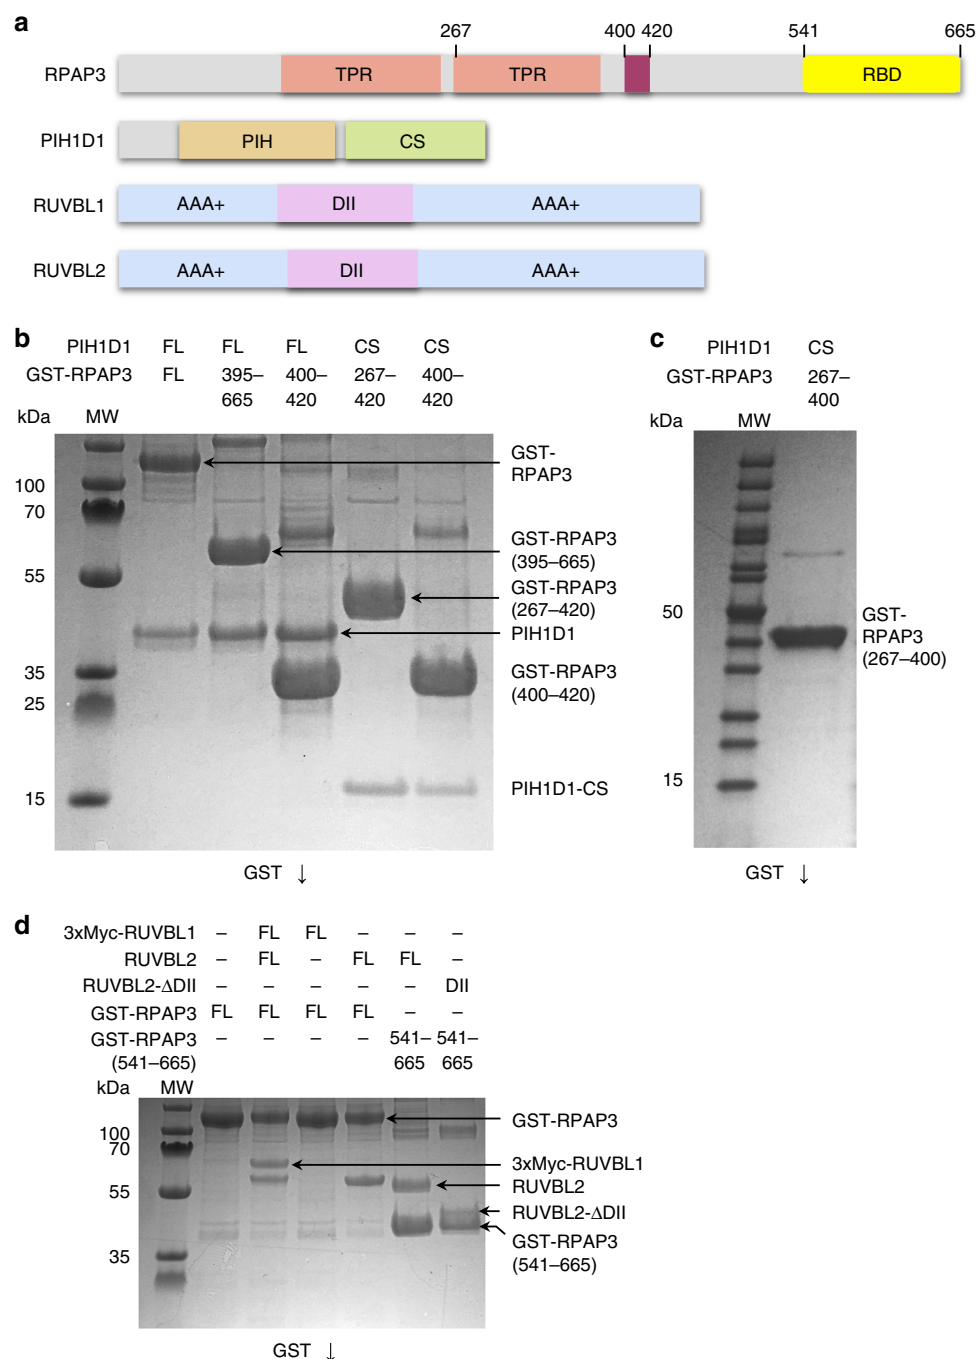 a
267 400 420 541 665
RPAP3 TPR TPR RBD
PIH1D1 PIH CS
RUVBL1 AAA+ DII AAA+
RUVBL2 AAA+ DII AAA+
b
PIH1D1 FL FL FL CS CS
GST-RPAP3 FL 395– 400– 267– 400–
665 420 420 420
kDa MW
100
70
55
35
25
15
GST-
RPAP3
GST-RPAP3
(395–665)
GST-RPAP3
(267–420)
PIH1D1
GST-RPAP3
(400–420)
PIH1D1-CS
GST ↓
c
PIH1D1 CS
GST-RPAP3 267–
400
kDa MW
50
15
GST-
RPAP3
(267–400)
GST ↓
d
3xMyc-RUVBL1 – FL FL – – –
RUVBL2 – FL – FL FL –
RUVBL2-ΔDII – – – – – DII
GST-RPAP3 FL FL FL FL – –
GST-RPAP3 – – – – 541– 541–
(541–665) 665 665
kDa MW
100
70
55
35
GST-RPAP3
3xMyc-RUVBL1
RUVBL2
RUVBL2-ΔDII
GST-RPAP3
(541–665)
GST ↓